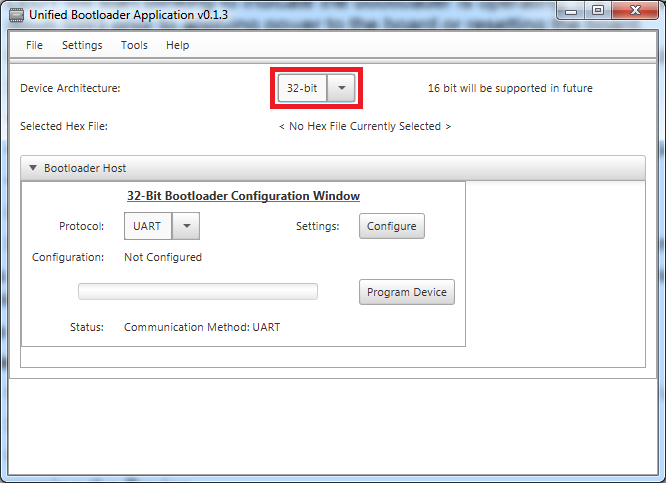 Unified Bootloader Application v0.1.3
File Settings Tools Help
Device Architecture: 32-bit 16 bit will be supported in future
Selected Hex File: < No Hex File Currently Selected >
Bootloader Host
32-Bit Bootloader Configuration Window
Protocol: UART Settings: Configure
Configuration: Not Configured
Program Device
Status: Communication Method: UART